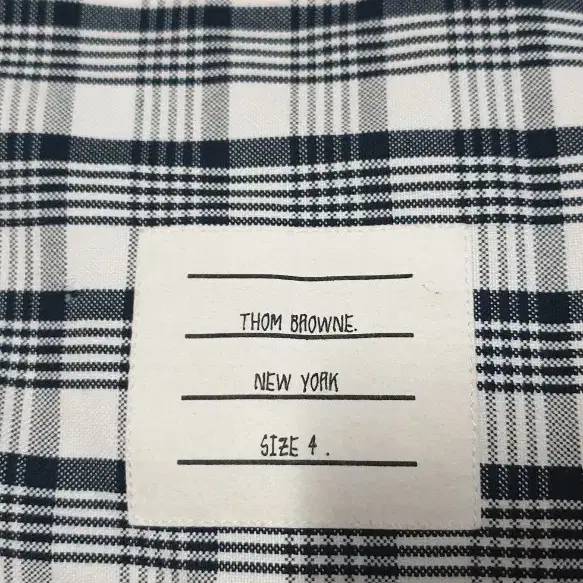 THOM BROWNE.
NEW YORK
SIZE 4 .